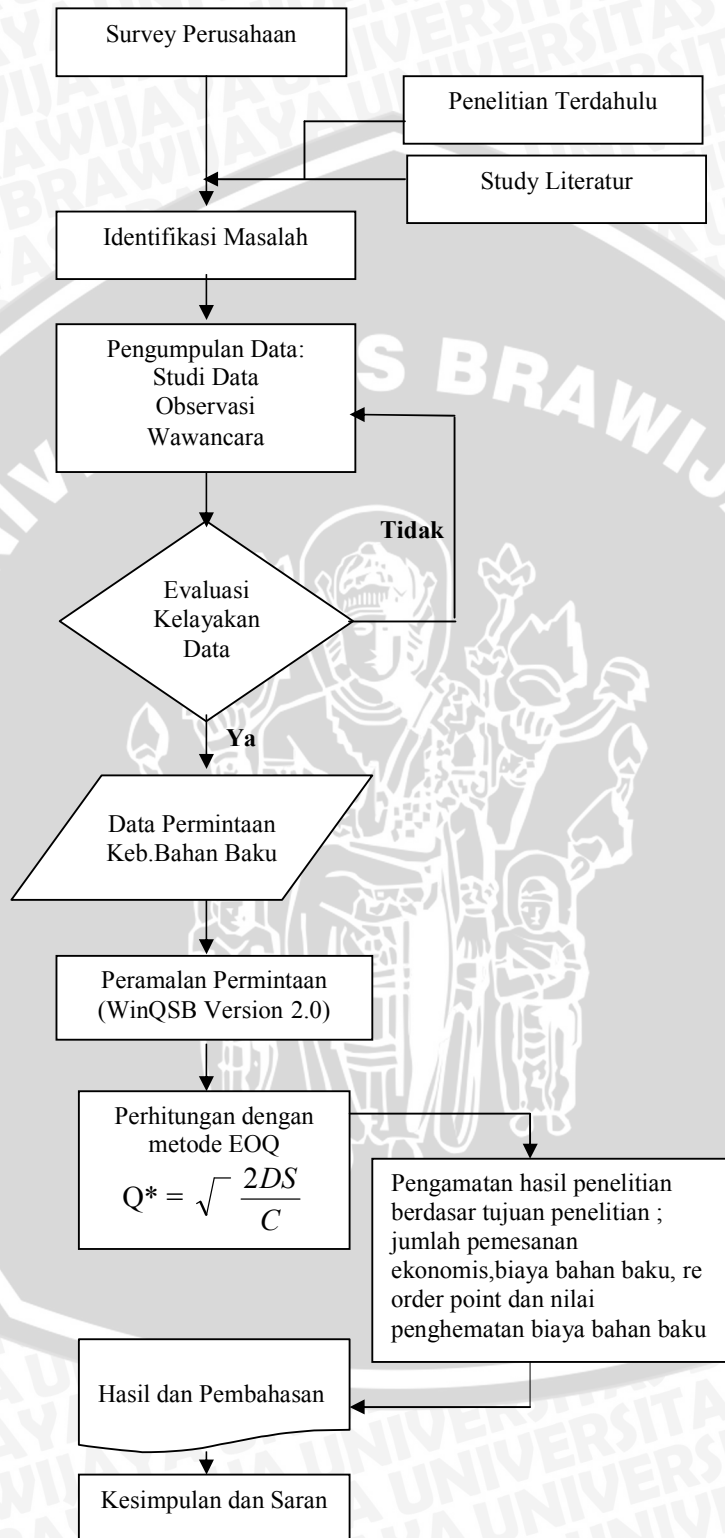 Survey Perusahaan
Penelitian Terdahulu
Study Literatur
Identifikasi Masalah
Pengumpulan Data:
Studi Data
Observasi
Wawancara
Tidak
Evaluasi
Kelayakan
Data
Ya
Data Permintaan
Keb.Bahan Baku
Peramalan Permintaan
(WinQSB Version 2.0)
Perhitungan dengan
metode EOQ
Q* = √ 2DS / C
Pengamatan hasil penelitian
berdasar tujuan penelitian ;
jumlah pemesanan
ekonomis,biaya bahan baku, re
order point dan nilai
penghematan biaya bahan baku
Hasil dan Pembahasan
Kesimpulan dan Saran
S BRAWIJA